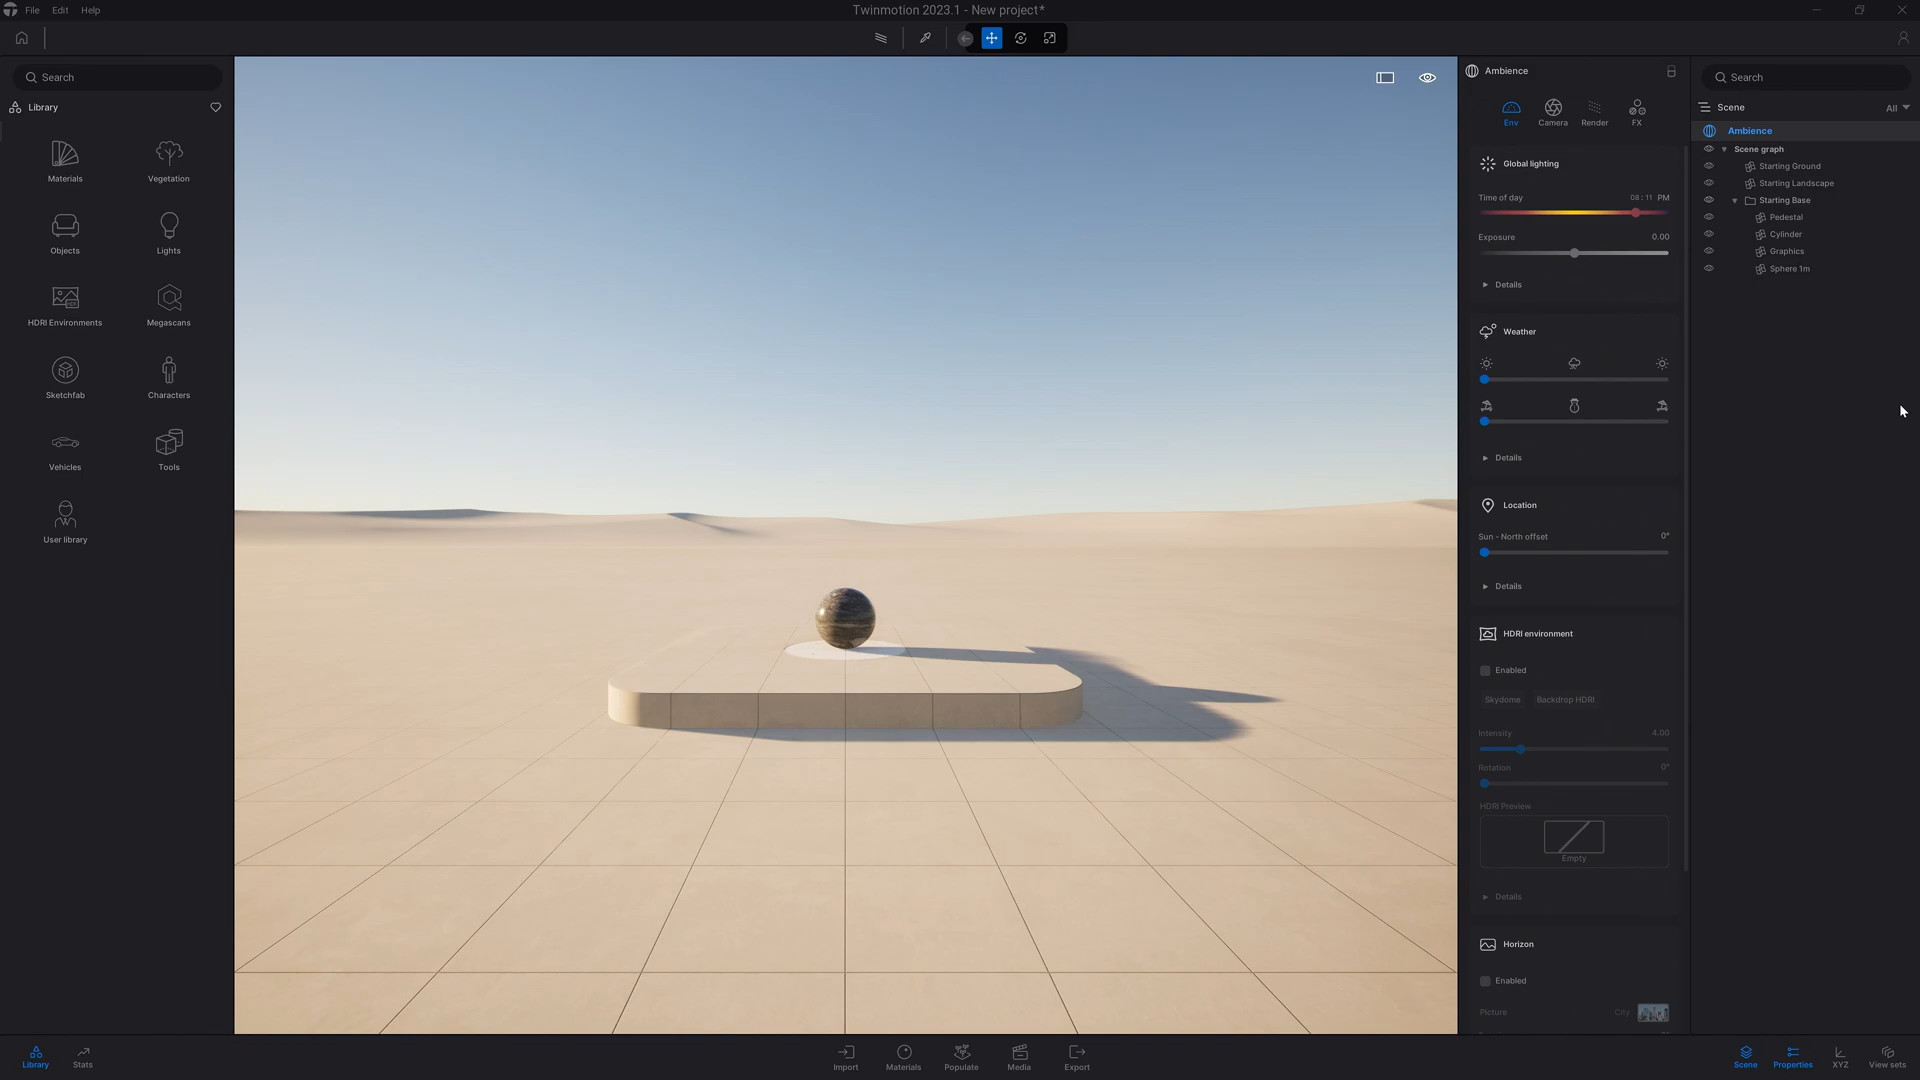 File Edit Help
Twinmotion 2023.1 - New project*
Search
Library
Materials
Vegetation
Objects
Lights
HDRI Environments
Megascans
Sketchfab
Characters
Vehicles
Tools
User library
Ambience
Env Camera Render FX
Global lighting
Time of day 08 : 11 PM
Exposure 0.00
Details
Weather
Details
Location
Sun - North offset 0°
Details
HDRI environment
Enabled
Skydome Backdrop HDRI
Intensity 4.00
Rotation 0°
HDRI Preview
Empty
Details
Horizon
Enabled
Picture City
Search
Scene All
Ambience
Scene graph
Starting Ground
Starting Landscape
Starting Base
Pedestal
Cylinder
Graphics
Sphere 1m
Library Stats
Import Materials Populate Media Export
Scene Properties XYZ View sets